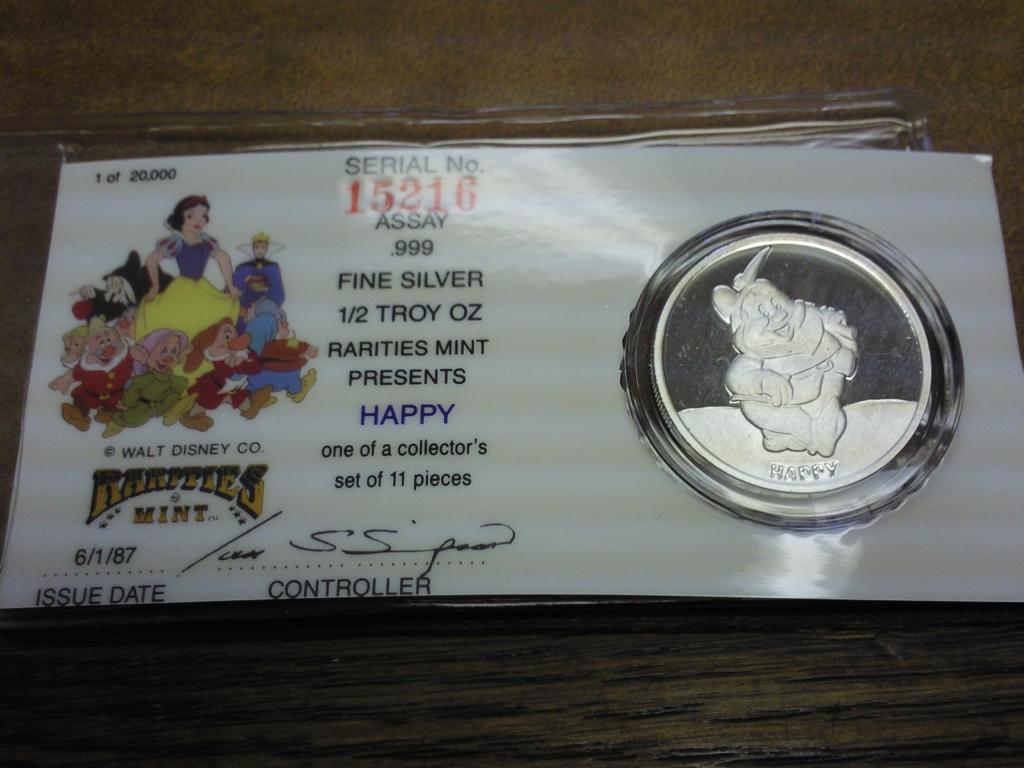 1 of 20,000
SERIAL No.
15216
ASSAY
.999
FINE SILVER
1/2 TROY OZ
RARITIES MINT
PRESENTS
HAPPY
one of a collector's
set of 11 pieces
© WALT DISNEY CO.
RARITIES
MINT INC.
6/1/87
ISSUE DATE
CONTROLLER
HAPPY